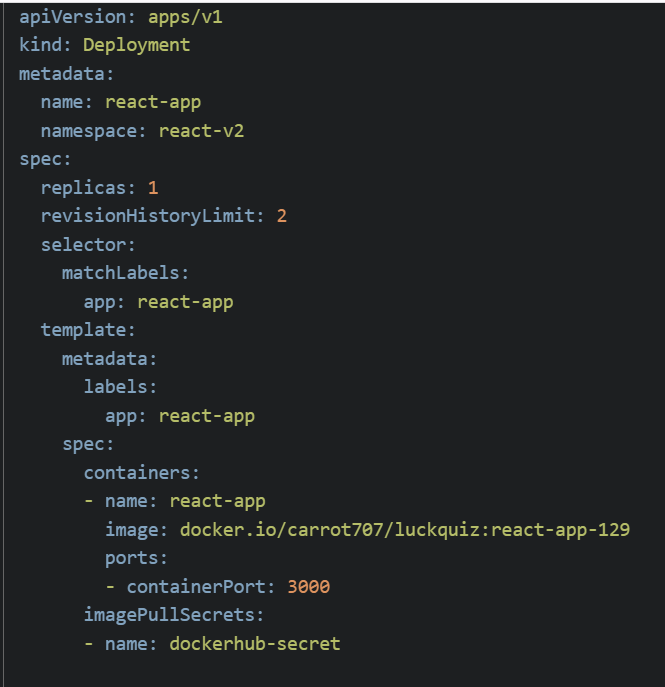 apiVersion: apps/v1
kind: Deployment
metadata:
  name: react-app
  namespace: react-v2
spec:
  replicas: 1
  revisionHistoryLimit: 2
  selector:
    matchLabels:
      app: react-app
  template:
    metadata:
      labels:
        app: react-app
    spec:
      containers:
      - name: react-app
        image: docker.io/carrot707/luckquiz:react-app-129
        ports:
        - containerPort: 3000
      imagePullSecrets:
      - name: dockerhub-secret